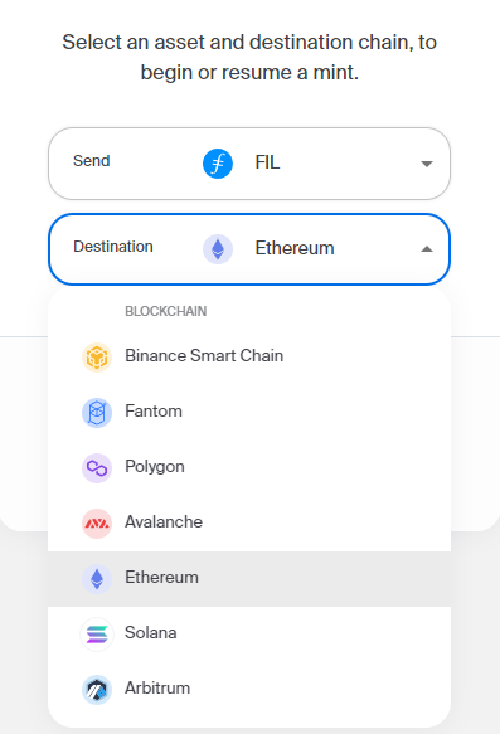 Select an asset and destination chain, to
begin or resume a mint.
Send FIL
Destination Ethereum
BLOCKCHAIN
Binance Smart Chain
Fantom
Polygon
Avalanche
Ethereum
Solana
Arbitrum